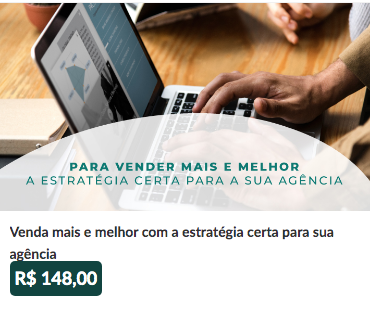 PARA VENDER MAIS E MELHOR
A ESTRATÉGIA CERTA PARA A SUA AGÊNCIA
Venda mais e melhor com a estratégia certa para sua
agência
R$ 148,00